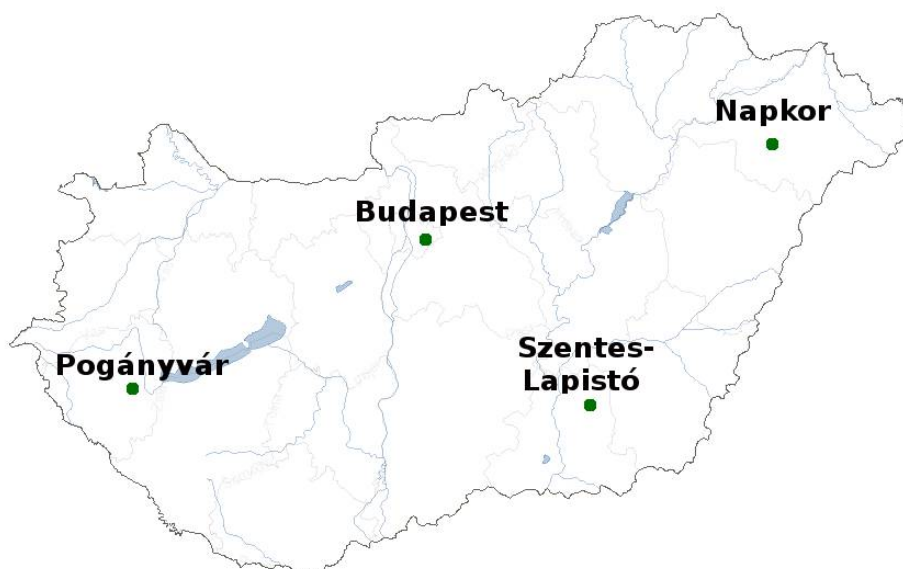 Napkor
Budapest
Szentes-
Lapistó
Pogányvár